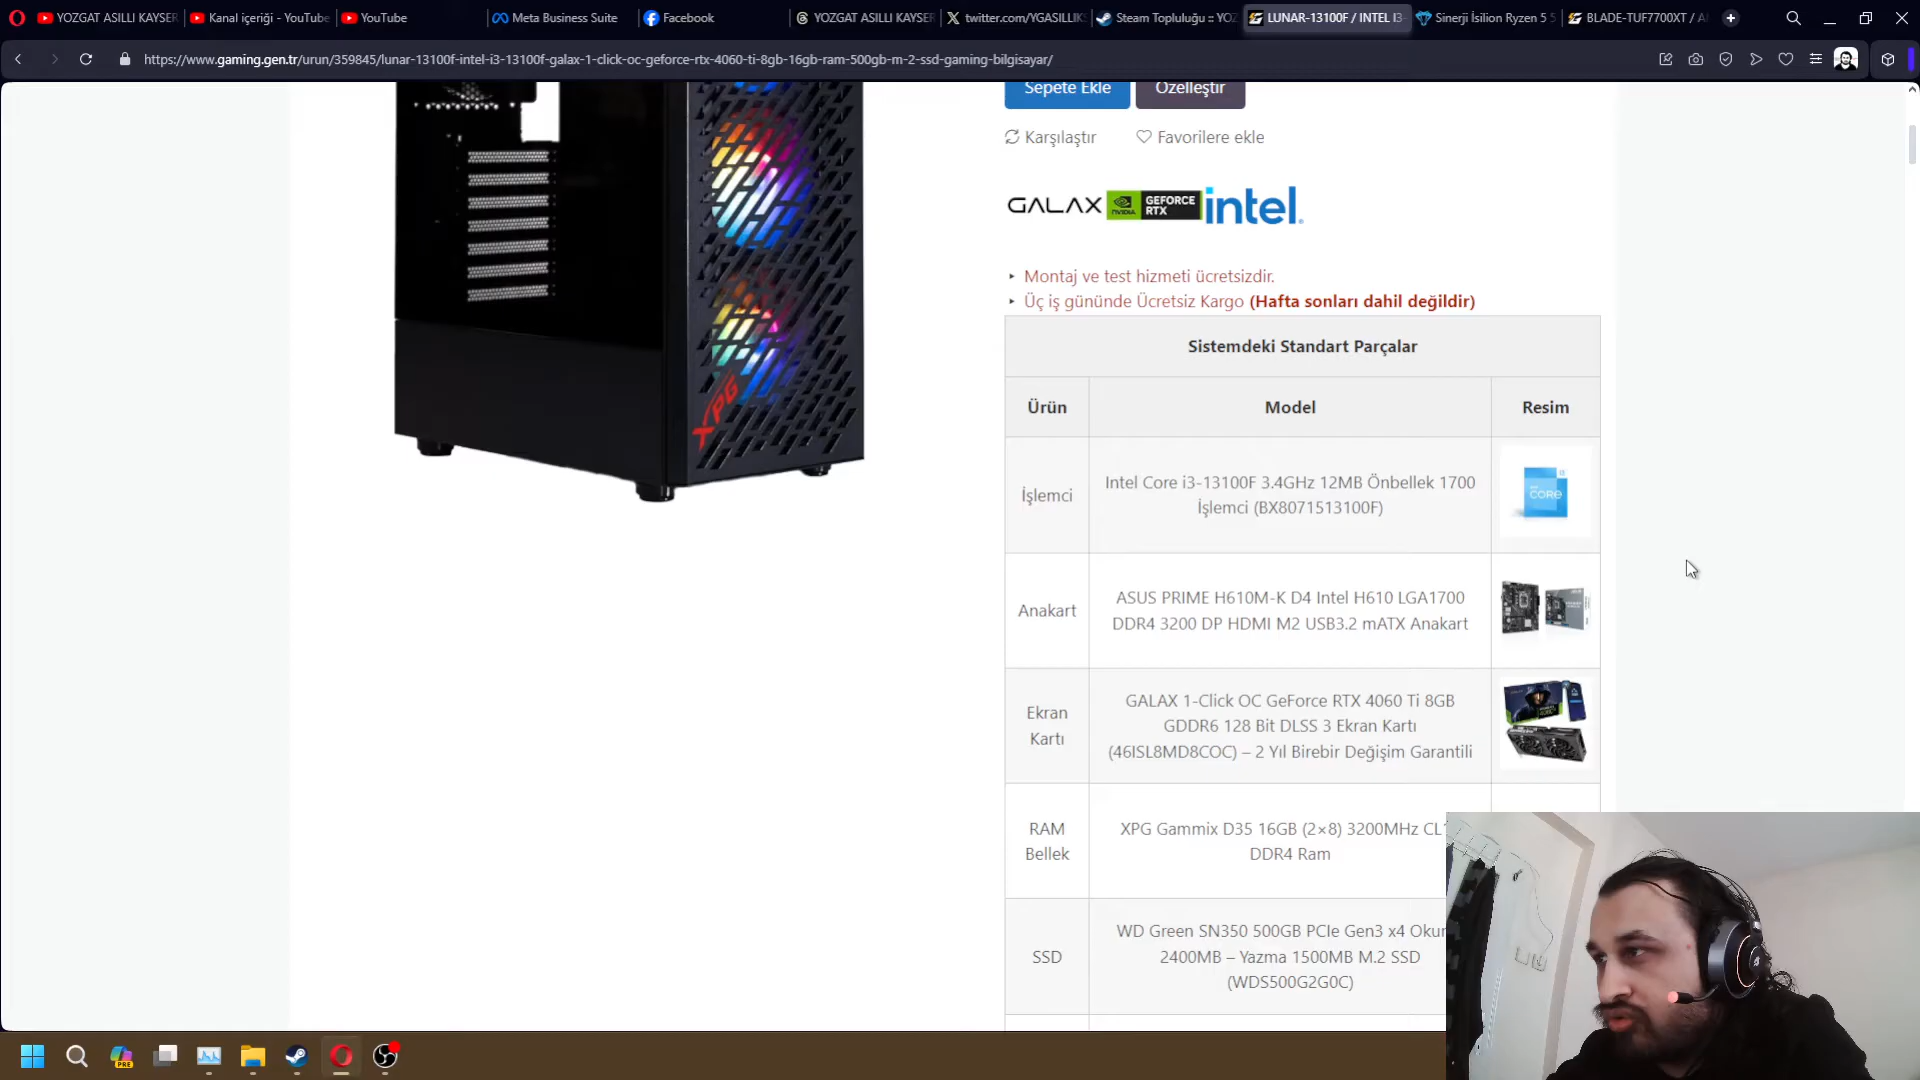 YOZGAT ASILLI KAYSER
Kanal içeriği - YouTube
YouTube
Meta Business Suite
Facebook
YOZGAT ASILLI KAYSER
twitter.com/YGASILLIK
Steam Topluluğu :: YOZ
LUNAR-13100F / INTEL I3-
Sinerji İsilion Ryzen 5 5
BLADE-TUF7700XT / A
https://www.gaming.gen.tr/urun/359845/lunar-13100f-intel-i3-13100f-galax-1-click-oc-geforce-rtx-4060-ti-8gb-16gb-ram-500gb-m-2-ssd-gaming-bilgisayar/
Sepete Ekle
Özelleştir
Karşılaştır
Favorilere ekle
GALAX
NVIDIA
GEFORCE
RTX
intel.
Montaj ve test hizmeti ücretsizdir.
Üç iş gününde Ücretsiz Kargo (Hafta sonları dahil değildir)
Sistemdeki Standart Parçalar
Ürün
Model
Resim
İşlemci
Intel Core i3-13100F 3.4GHz 12MB Önbellek 1700
İşlemci (BX8071513100F)
CORE
Anakart
ASUS PRIME H610M-K D4 Intel H610 LGA1700
DDR4 3200 DP HDMI M2 USB3.2 mATX Anakart
Ekran
Kartı
GALAX 1-Click OC GeForce RTX 4060 Ti 8GB
GDDR6 128 Bit DLSS 3 Ekran Kartı
(46ISL8MD8COC) – 2 Yıl Birebir Değişim Garantili
RAM
Bellek
XPG Gammix D35 16GB (2×8) 3200MHz CL
DDR4 Ram
SSD
WD Green SN350 500GB PCIe Gen3 x4 Okur
2400MB – Yazma 1500MB M.2 SSD
(WDS500G2G0C)
XPG
PRE